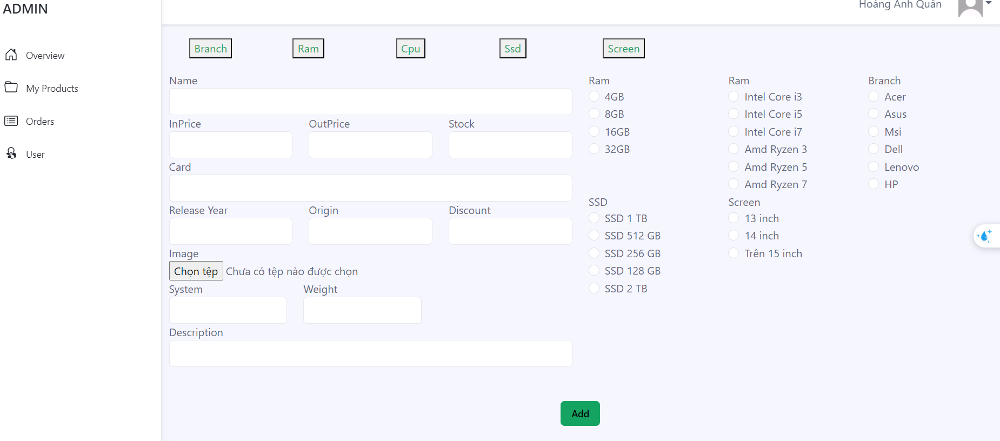 ADMIN
Hoàng Anh Quân
Overview
My Products
Orders
User
Branch
Ram
Cpu
Ssd
Screen
Name
InPrice
OutPrice
Stock
Card
Release Year
Origin
Discount
Image
Chọn tệp Chưa có tệp nào được chọn
System
Weight
Description
Ram
4GB
8GB
16GB
32GB
Ram
Intel Core i3
Intel Core i5
Intel Core i7
Amd Ryzen 3
Amd Ryzen 5
Amd Ryzen 7
Branch
Acer
Asus
Msi
Dell
Lenovo
HP
SSD
SSD 1 TB
SSD 512 GB
SSD 256 GB
SSD 128 GB
SSD 2 TB
Screen
13 inch
14 inch
Trên 15 inch
Add